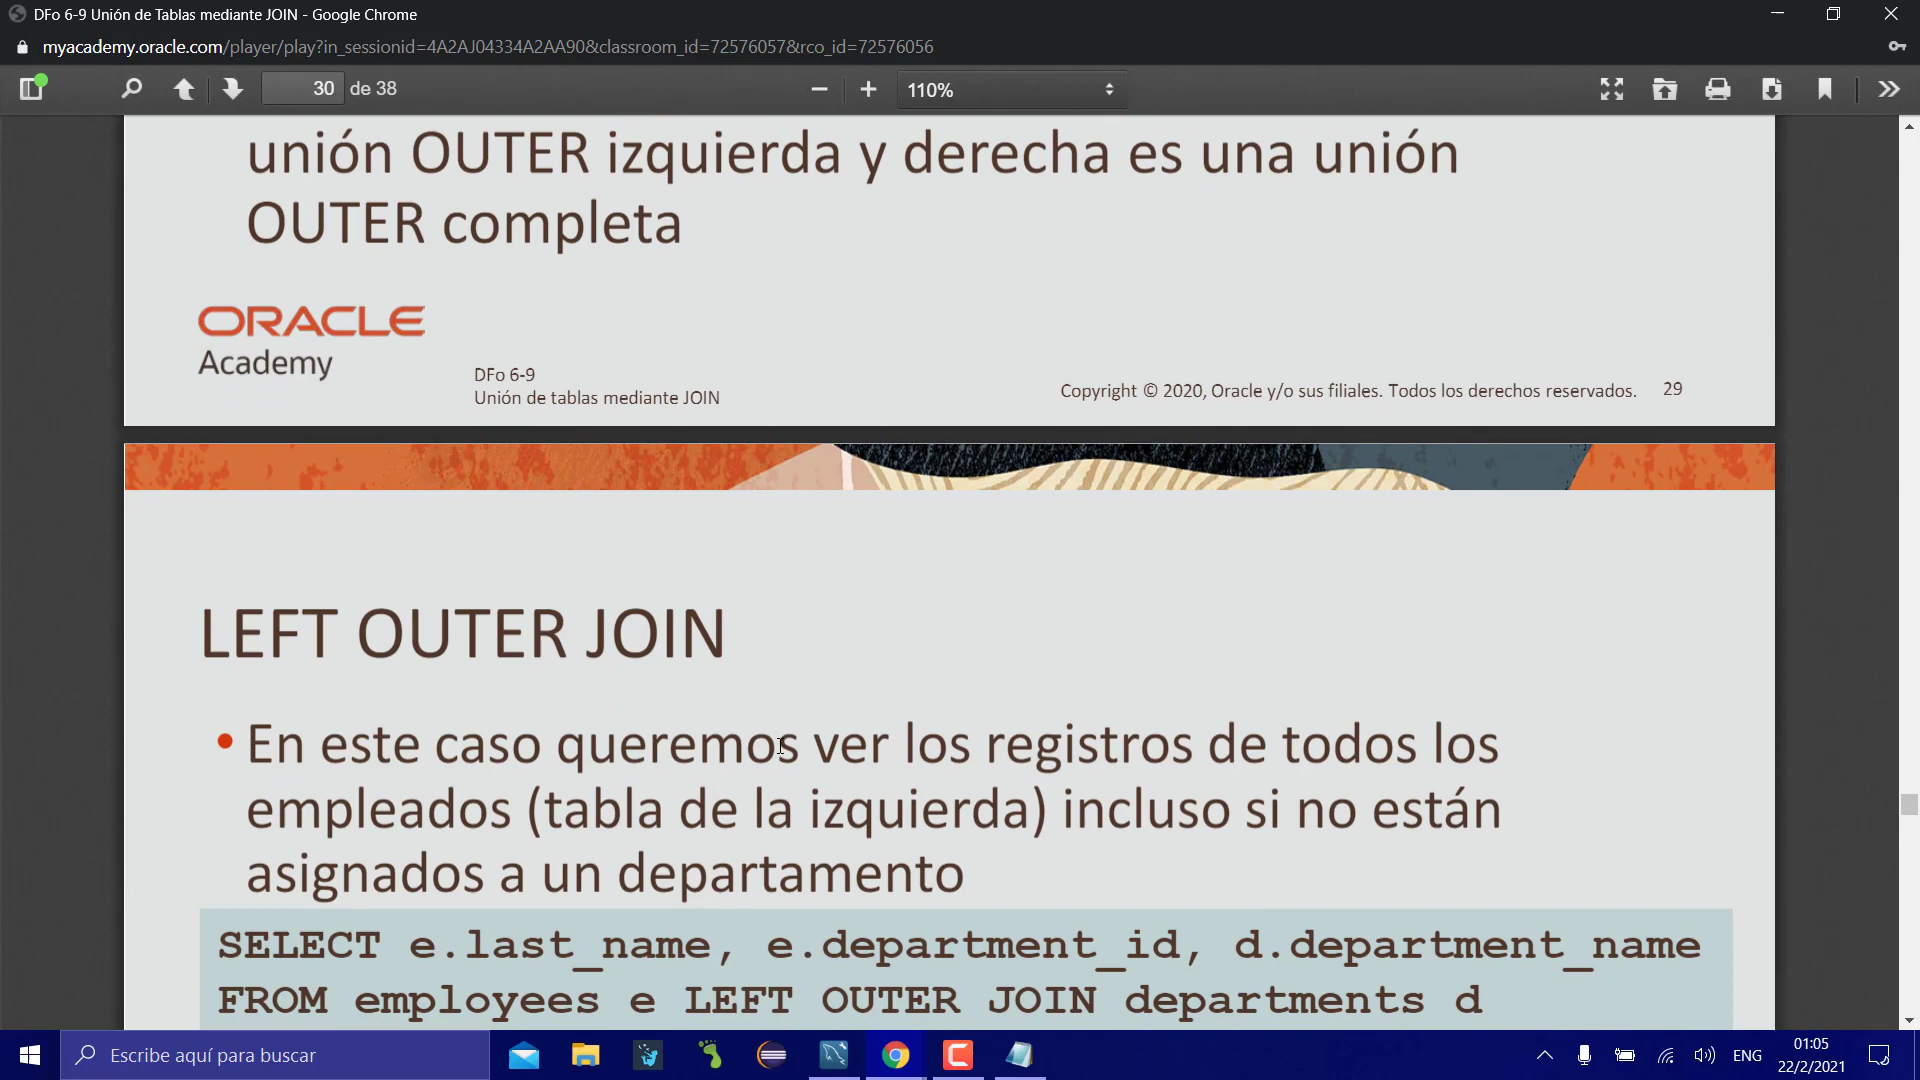 DFo 6-9 Unión de Tablas mediante JOIN - Google Chrome
myacademy.oracle.com/player/play?in_sessionid=4A2AJ04334A2AA90&classroom_id=72576057&rco_id=72576056
30 de 38
110%
unión OUTER izquierda y derecha es una unión
OUTER completa
ORACLE
Academy
DFo 6-9
Unión de tablas mediante JOIN
Copyright © 2020, Oracle y/o sus filiales. Todos los derechos reservados.
29
LEFT OUTER JOIN
• En este caso queremos ver los registros de todos los
empleados (tabla de la izquierda) incluso si no están
asignados a un departamento
SELECT e.last_name, e.department_id, d.department_name
FROM employees e LEFT OUTER JOIN departments d
Escribe aquí para buscar
ENG
01:05
22/2/2021